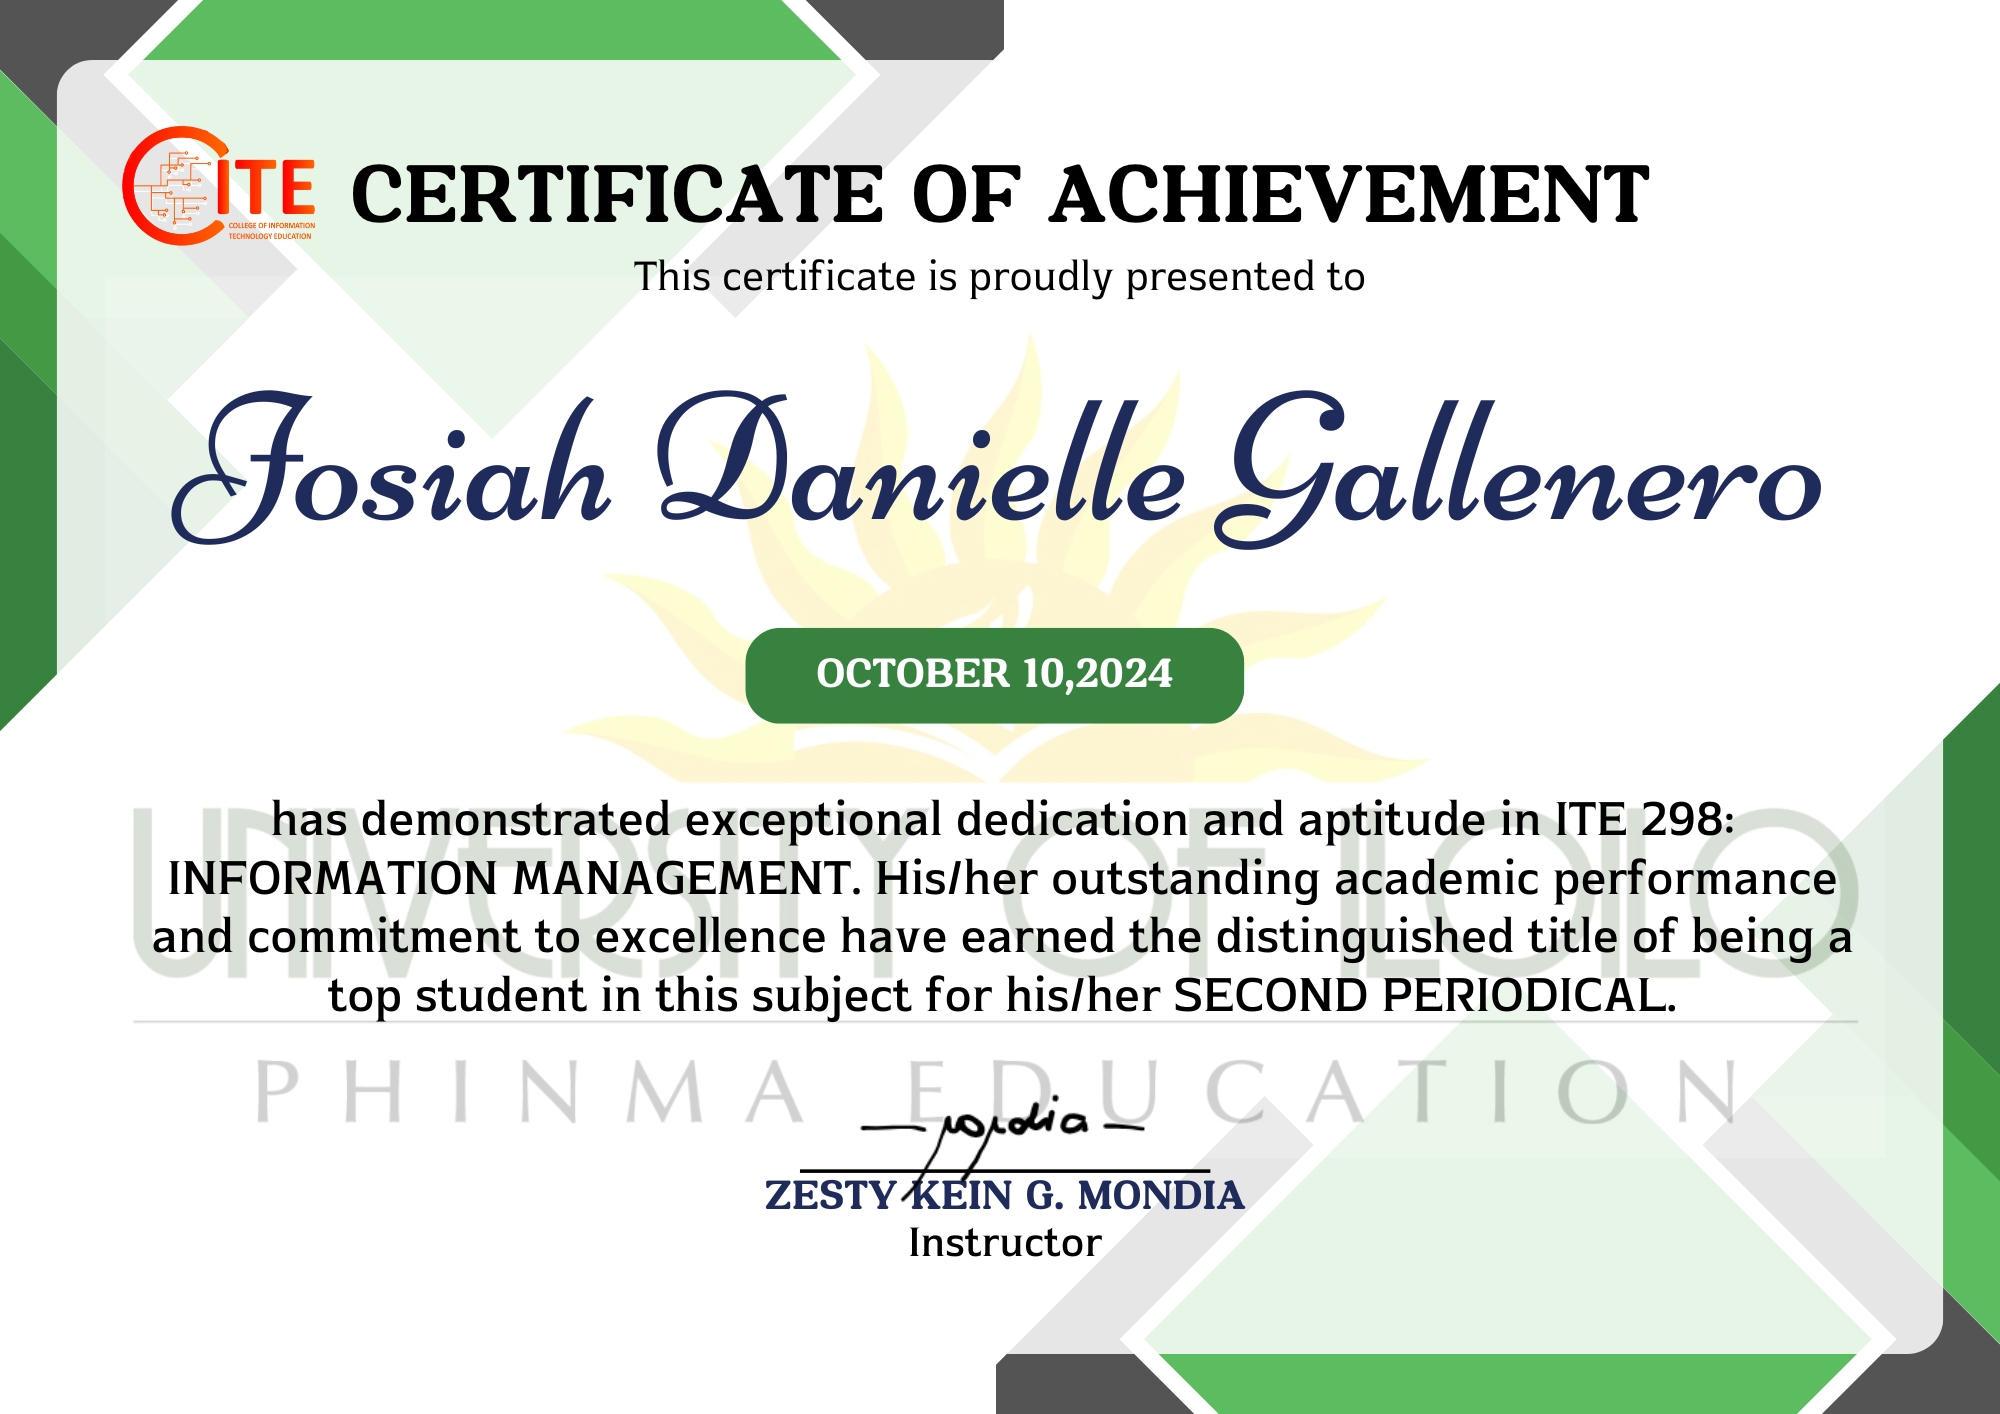 CITE
COLLEGE OF INFORMATION
TECHNOLOGY EDUCATION
CERTIFICATE OF ACHIEVEMENT
This certificate is proudly presented to
Josiah Danielle Gallenero
OCTOBER 10,2024
has demonstrated exceptional dedication and aptitude in ITE 298:
INFORMATION MANAGEMENT. His/her outstanding academic performance
and commitment to excellence have earned the distinguished title of being a
top student in this subject for his/her SECOND PERIODICAL.
UNIVERSITY OF ILOILO
PHINMA EDUCATION
mondia
ZESTY KEIN G. MONDIA
Instructor